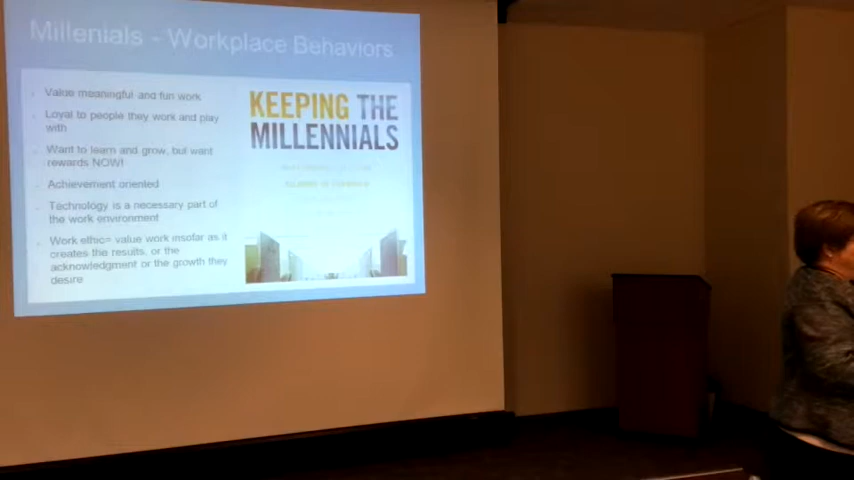 Millenials - Workplace Behaviors
Value meaningful and fun work
Loyal to people they work and play
with
Want to learn and grow, but want
rewards NOW!
Achievement oriented
Technology is a necessary part of
the work environment
Work ethic= value work insofar as it
creates the results, or the
acknowledgment or the growth they
desire
KEEPING THE
MILLENNIALS